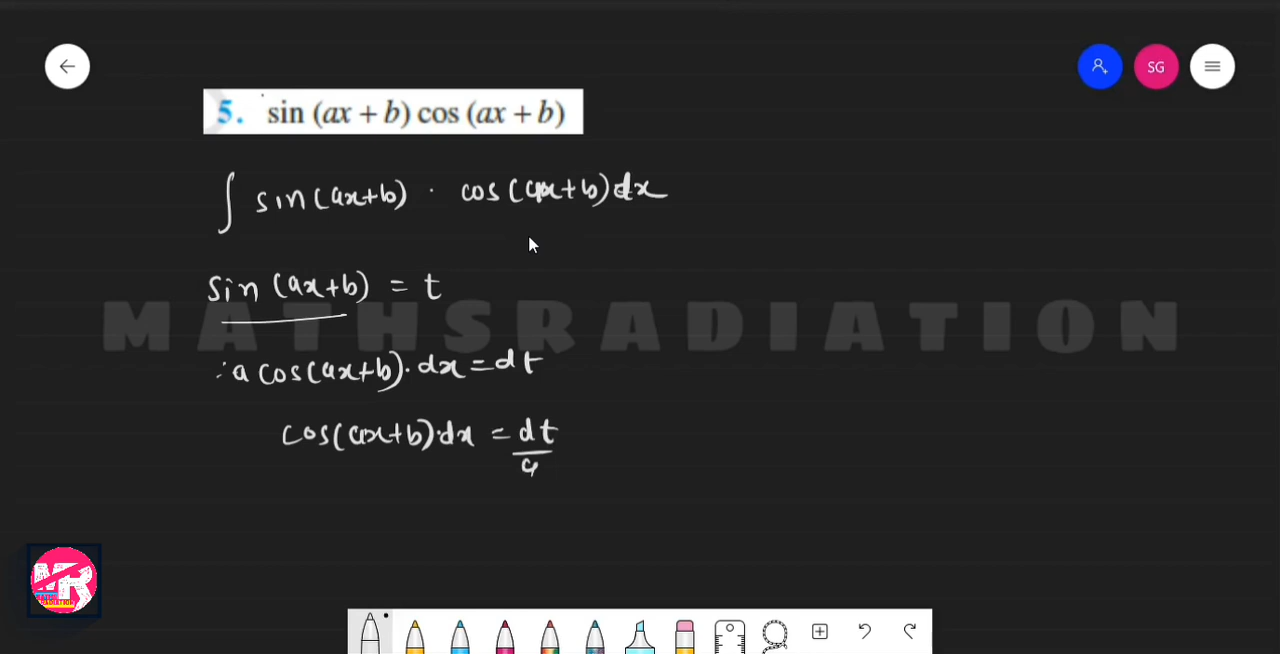 SG
5. sin (ax + b) cos (ax + b)
∫ sin(ax+b) · cos(ax+b)dx
sin (ax+b) = t
MATHSRADIATION
∴ a cos(ax+b)·dx = dt
cos(ax+b)·dx = dt/a
MR